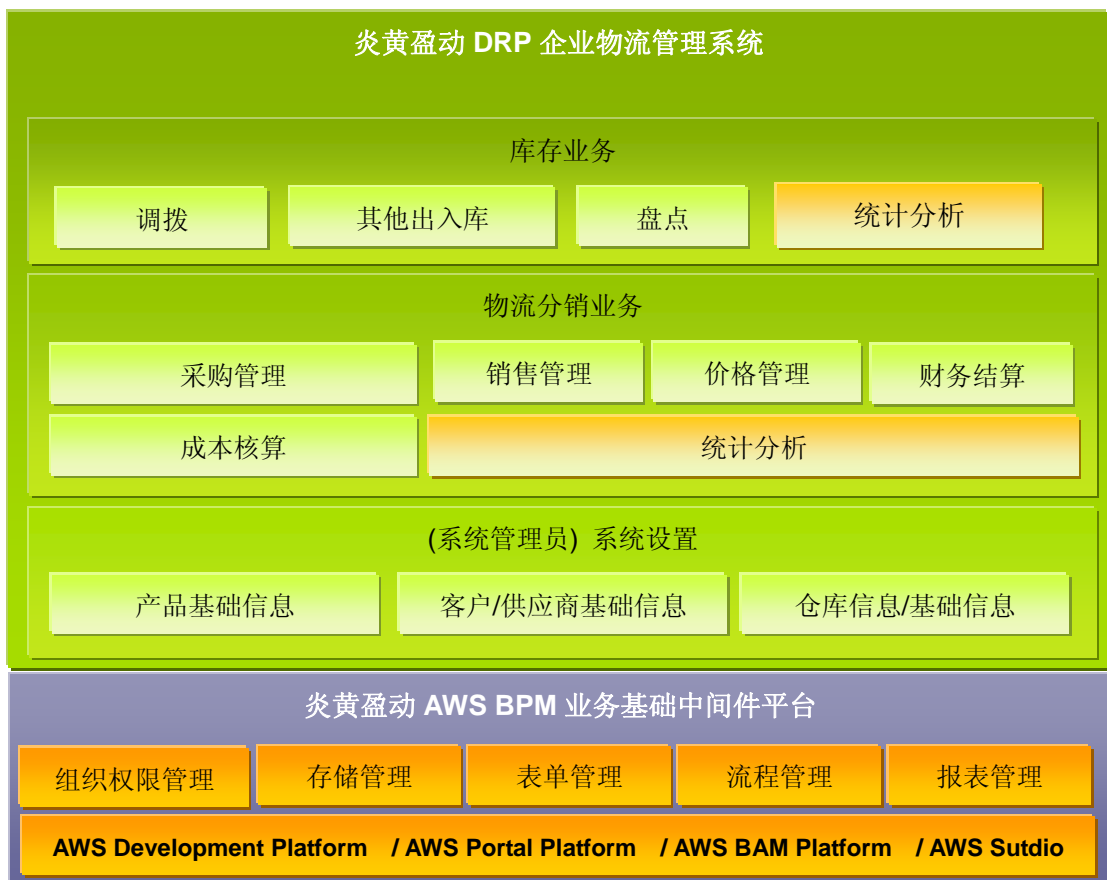 炎黄盈动 DRP 企业物流管理系统
库存业务
调拨 其他出入库 盘点 统计分析
物流分销业务
采购管理 销售管理 价格管理 财务结算
成本核算 统计分析
(系统管理员) 系统设置
产品基础信息 客户/供应商基础信息 仓库信息/基础信息
炎黄盈动 AWS BPM 业务基础中间件平台
组织权限管理 存储管理 表单管理 流程管理 报表管理
AWS Development Platform / AWS Portal Platform / AWS BAM Platform / AWS Sutdio